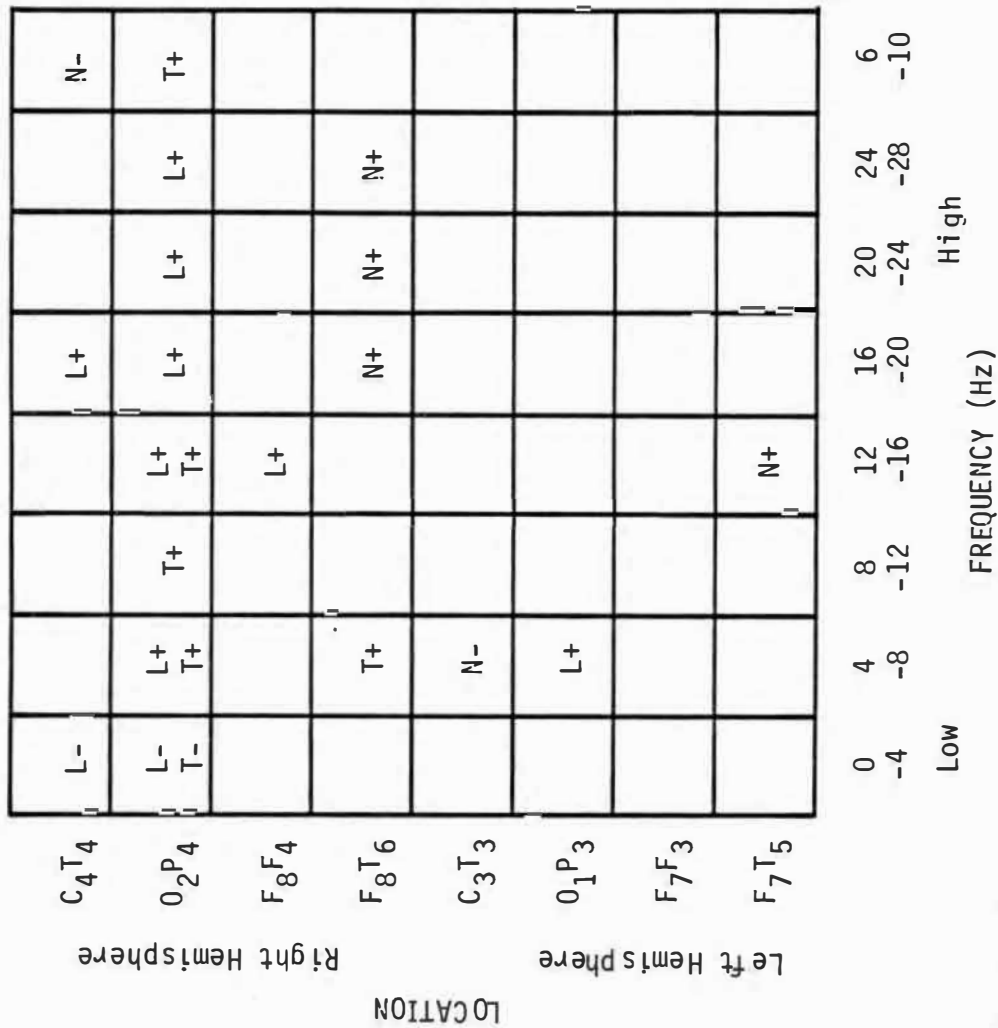 LOCATION
Right Hemisphere
Left Hemisphere
C4T4 L- L+ N-
O2P4 L- T- L+ T+ T+ L+ T+ L+ L+ L+ T+
F8F4 L+
F8T6 T+ N+ N+ N+
C3T3 N-
O1P3 L+
F7F3
F7T5 N+
0 4 8 12 16 20 24 6
-4 -8 -12 -16 -20 -24 -28 -10
Low High
FREQUENCY (Hz)